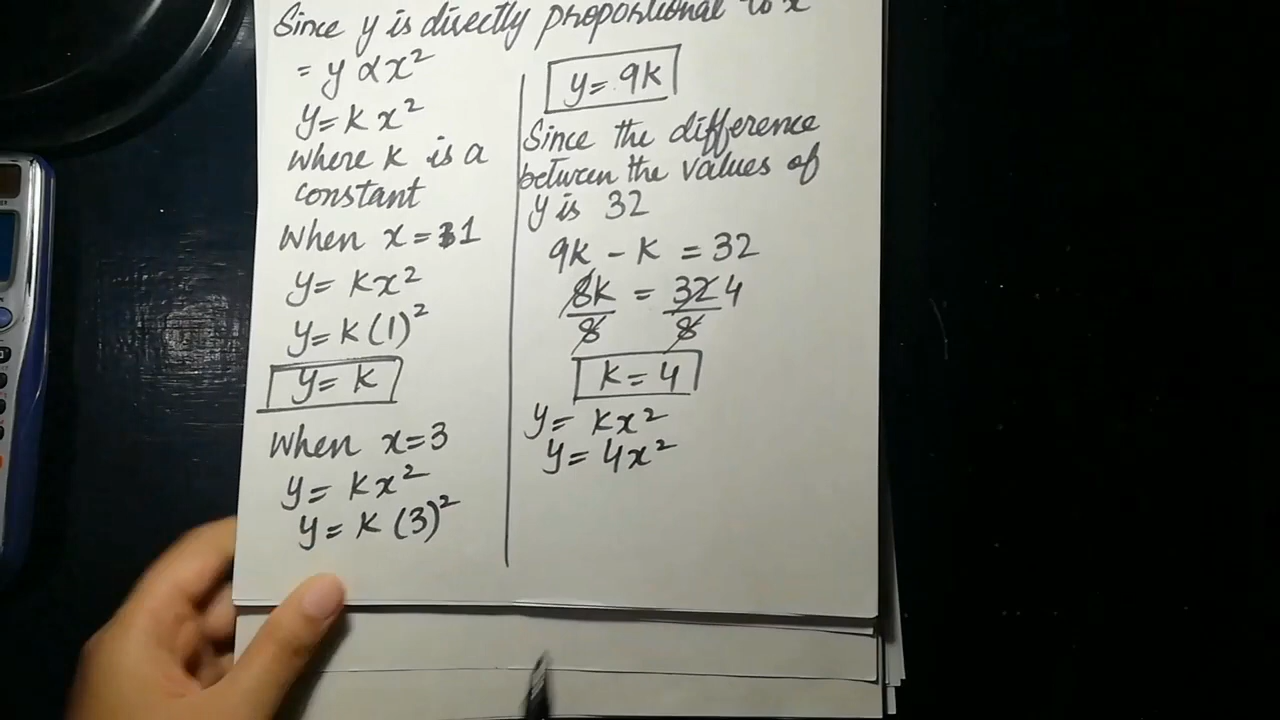 Since y is directly proportional to x
= y ∝ x²
y = k x²
where k is a
constant
When x = 1
y = kx²
y = k (1)²
y = k
When x = 3
y = kx²
y = k (3)²
y = 9k
Since the difference
between the values of
y is 32
9k - k = 32
8k/8 = 32/8 4
k = 4
y = kx²
y = 4x²